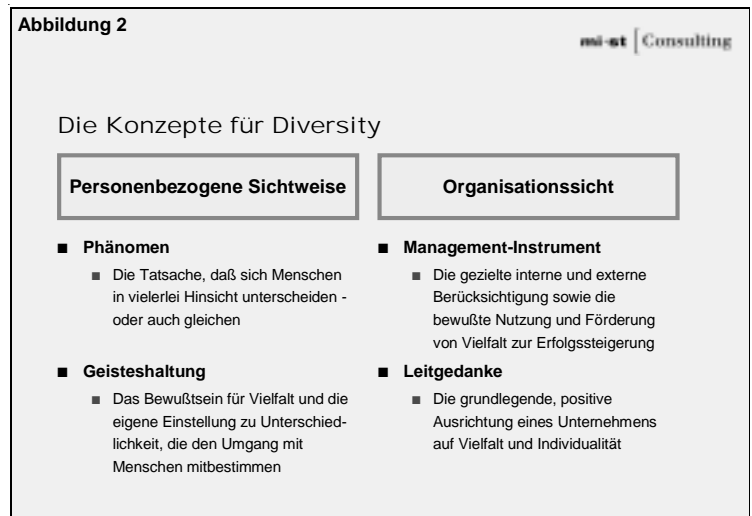 Abbildung 2
mi-st [Consulting
Die Konzepte für Diversity
Personenbezogene Sichtweise
■ Phänomen
■ Die Tatsache, daß sich Menschen
in vielerlei Hinsicht unterscheiden -
oder auch gleichen
■ Geisteshaltung
■ Das Bewußtsein für Vielfalt und die
eigene Einstellung zu Unterschied-
lichkeit, die den Umgang mit
Menschen mitbestimmen
Organisationssicht
■ Management-Instrument
■ Die gezielte interne und externe
Berücksichtigung sowie die
bewußte Nutzung und Förderung
von Vielfalt zur Erfolgssteigerung
■ Leitgedanke
■ Die grundlegende, positive
Ausrichtung eines Unternehmens
auf Vielfalt und Individualität